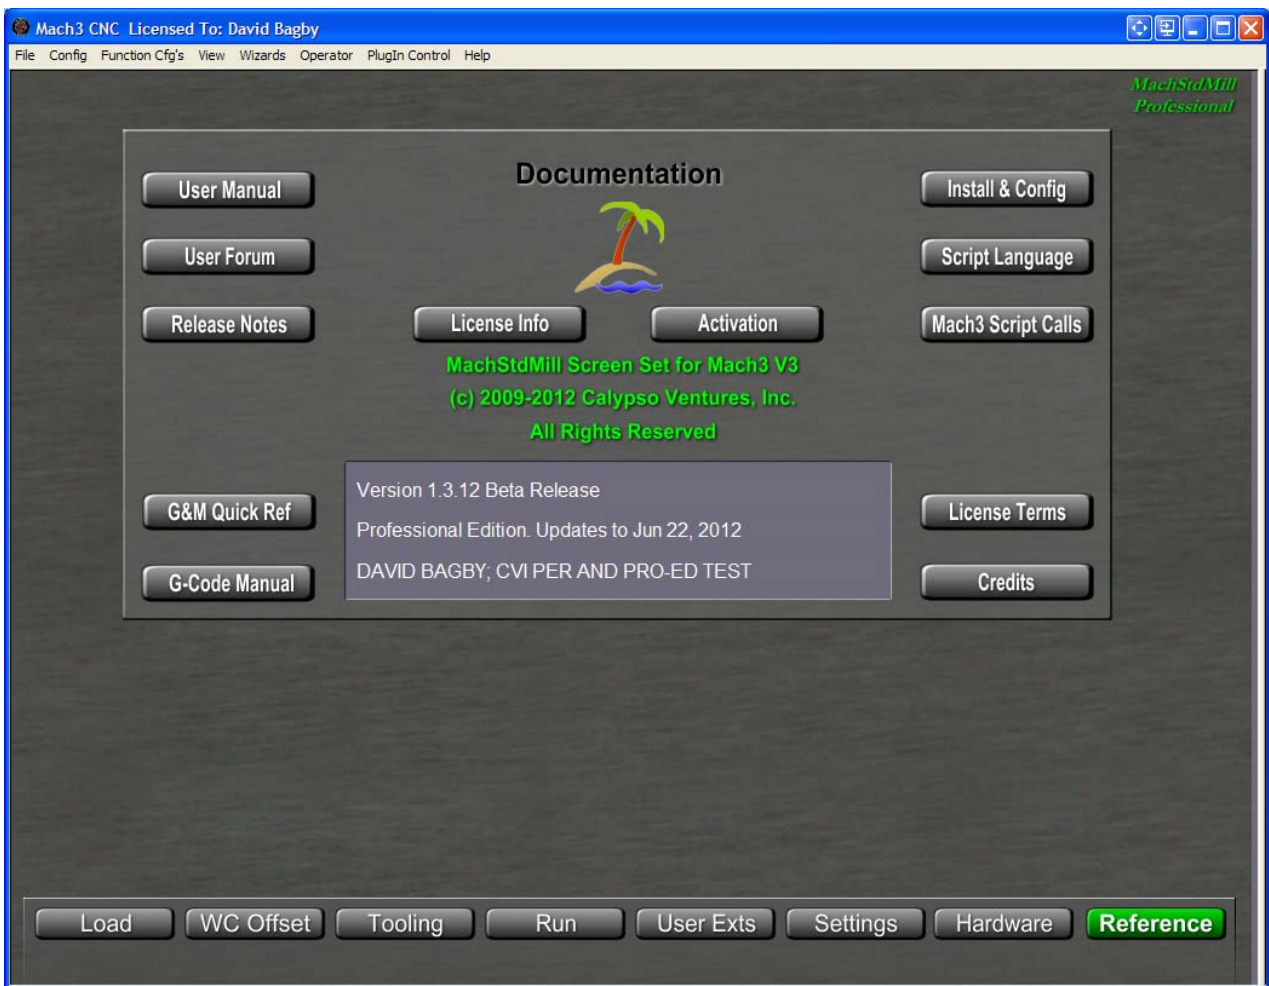 Mach3 CNC Licensed To: David Bagby
File Config Function Cfg's View Wizards Operator PlugIn Control Help
MachStdMill
Professional
Documentation
User Manual
Install & Config
User Forum
Script Language
Release Notes
License Info
Activation
Mach3 Script Calls
MachStdMill Screen Set for Mach3 V3
(c) 2009-2012 Calypso Ventures, Inc.
All Rights Reserved
Version 1.3.12 Beta Release
G&M Quick Ref
License Terms
Professional Edition. Updates to Jun 22, 2012
DAVID BAGBY; CVI PER AND PRO-ED TEST
G-Code Manual
Credits
Load WC Offset Tooling Run User Exts Settings Hardware Reference